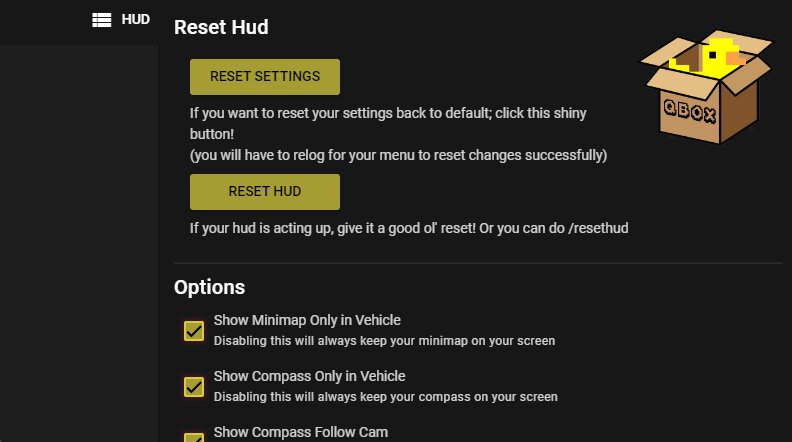 HUD
Reset Hud
RESET SETTINGS
If you want to reset your settings back to default; click this shiny
button!
(you will have to relog for your menu to reset changes successfully)
RESET HUD
If your hud is acting up, give it a good ol' reset! Or you can do /resethud
QBOX
Options
Show Minimap Only in Vehicle
Disabling this will always keep your minimap on your screen
Show Compass Only in Vehicle
Disabling this will always keep your compass on your screen
Show Compass Follow Cam